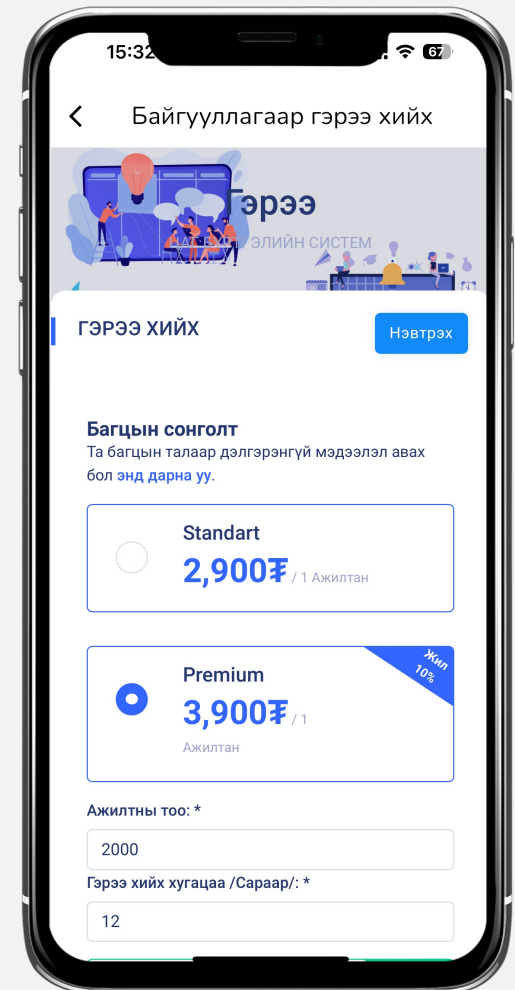 15:32
67
Байгууллагаар гэрээ хийх
Гэрээ
ЭЛИЙН СИСТЕМ
ГЭРЭЭ ХИЙХ
Нэвтрэх
Багцын сонголт
Та багцын талаар дэлгэрэнгүй мэдээлэл авах
бол энд дарна уу.
Standart
2,900₮ / 1 Ажилтан
Жил
10%
Premium
3,900₮ / 1
Ажилтан
Ажилтны тоо: *
2000
Гэрээ хийх хугацаа /Сараар/: *
12